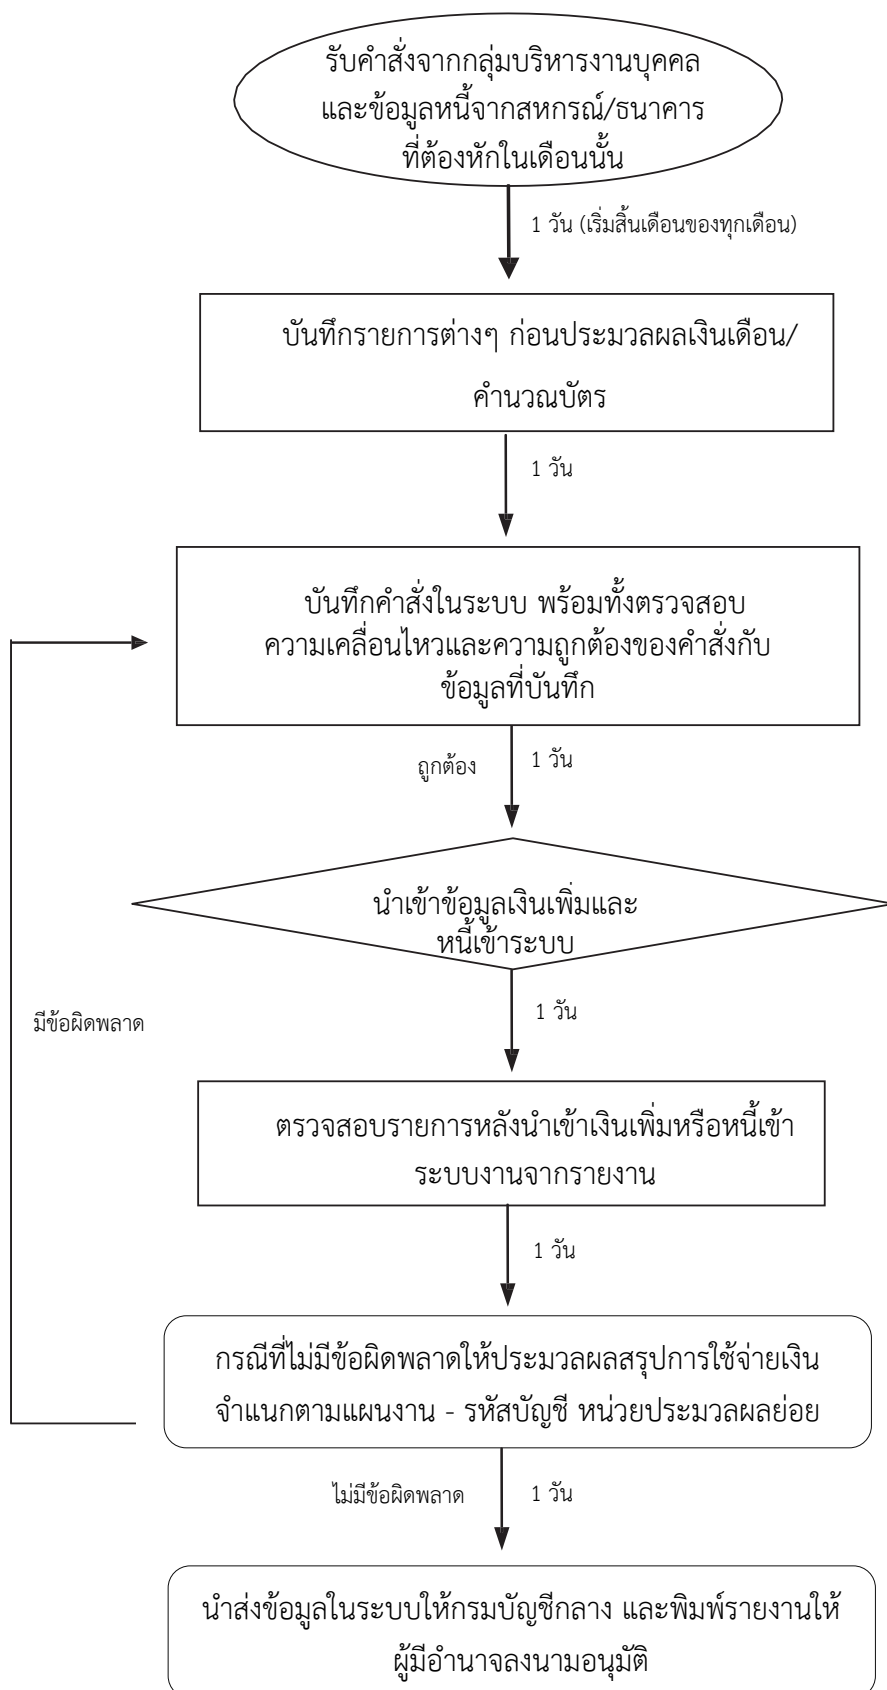 รับคำสั่งจากกลุ่มบริหารงานบุคคล
และข้อมูลหนี้จากสหกรณ์/ธนาคาร
ที่ต้องหักในเดือนนั้น
1 วัน (เริ่มสิ้นเดือนของทุกเดือน)
บันทึกรายการต่างๆ ก่อนประมวลผลเงินเดือน/
คำนวณบัตร
1 วัน
บันทึกคำสั่งในระบบ พร้อมทั้งตรวจสอบ
ความเคลื่อนไหวและความถูกต้องของคำสั่งกับ
ข้อมูลที่บันทึก
ถูกต้อง
1 วัน
นำเข้าข้อมูลเงินเพิ่มและ
หนี้เข้าระบบ
1 วัน
มีข้อผิดพลาด
ตรวจสอบรายการหลังนำเข้าเงินเพิ่มหรือหนี้เข้า
ระบบงานจากรายงาน
1 วัน
กรณีที่ไม่มีข้อผิดพลาดให้ประมวลผลสรุปการใช้จ่ายเงิน
จำแนกตามแผนงาน - รหัสบัญชี หน่วยประมวลผลย่อย
ไม่มีข้อผิดพลาด
1 วัน
นำส่งข้อมูลในระบบให้กรมบัญชีกลาง และพิมพ์รายงานให้
ผู้มีอำนาจลงนามอนุมัติ